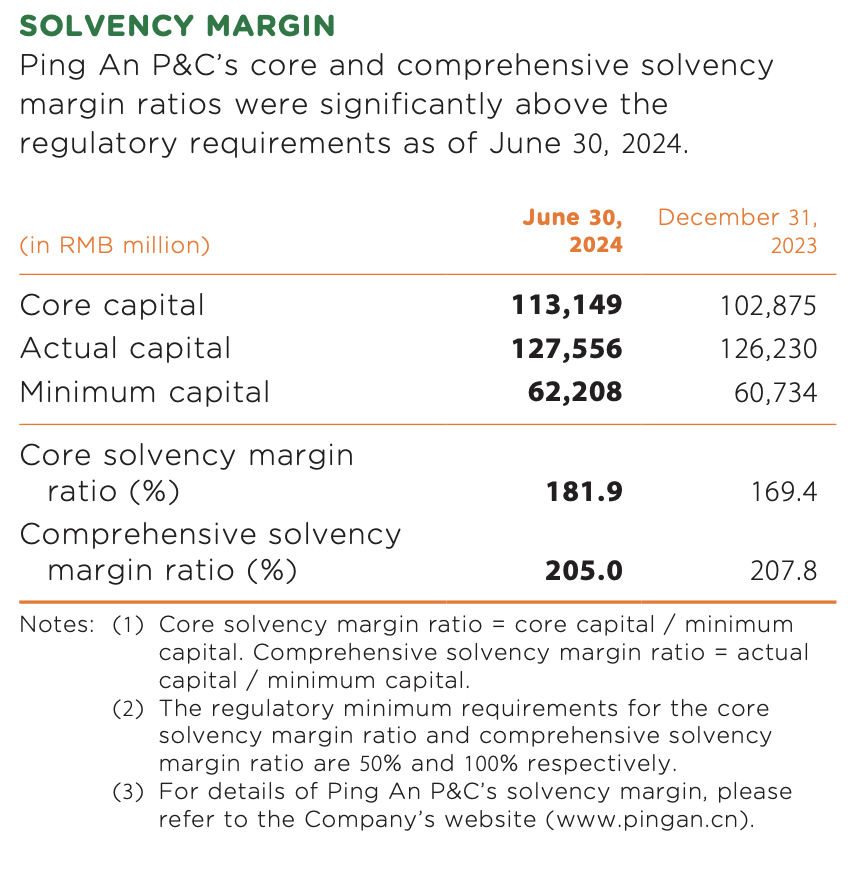 SOLVENCY MARGIN
Ping An P&C’s core and comprehensive solvency
margin ratios were significantly above the
regulatory requirements as of June 30, 2024.
June 30, December 31,
(in RMB million) 2024 2023
Core capital 113,149 102,875
Actual capital 127,556 126,230
Minimum capital 62,208 60,734
Core solvency margin
ratio (%) 181.9 169.4
Comprehensive solvency
margin ratio (%) 205.0 207.8
Notes: (1) Core solvency margin ratio = core capital / minimum
capital. Comprehensive solvency margin ratio = actual
capital / minimum capital.
(2) The regulatory minimum requirements for the core
solvency margin ratio and comprehensive solvency
margin ratio are 50% and 100% respectively.
(3) For details of Ping An P&C’s solvency margin, please
refer to the Company’s website (www.pingan.cn).